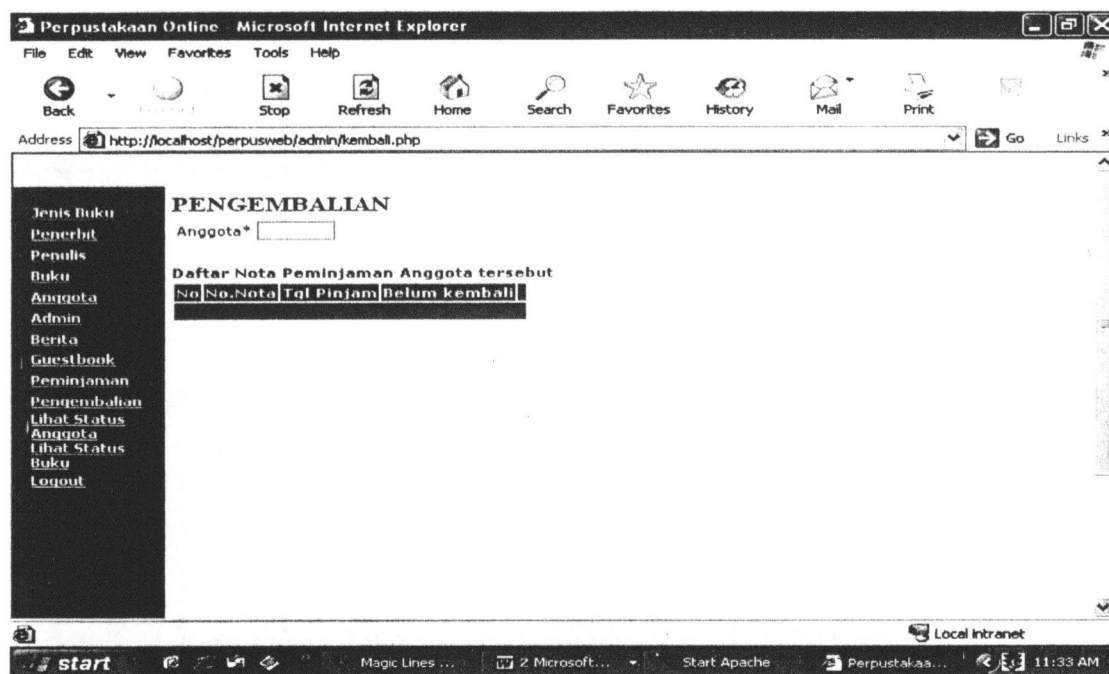 Perpustakaan Online - Microsoft Internet Explorer
File Edit View Favorites Tools Help
Back Stop Refresh Home Search Favorites History Mail Print
Address http://localhost/perpusweb/admin/kembali.php Go Links
PENGEMBALIAN
Anggota*
Daftar Nota Peminjaman Anggota tersebut
No No.Nota Tgl Pinjam Belum kembali
Jenis Buku
Penerbit
Penulis
Buku
Anggota
Admin
Berita
Guestbook
Peminjaman
Pengembalian
Lihat Status
Anggota
Lihat Status
Buku
Logout
Local intranet
start Magic Lines ... 2 Microsoft... Start Apache Perpustakaa... 11:33 AM